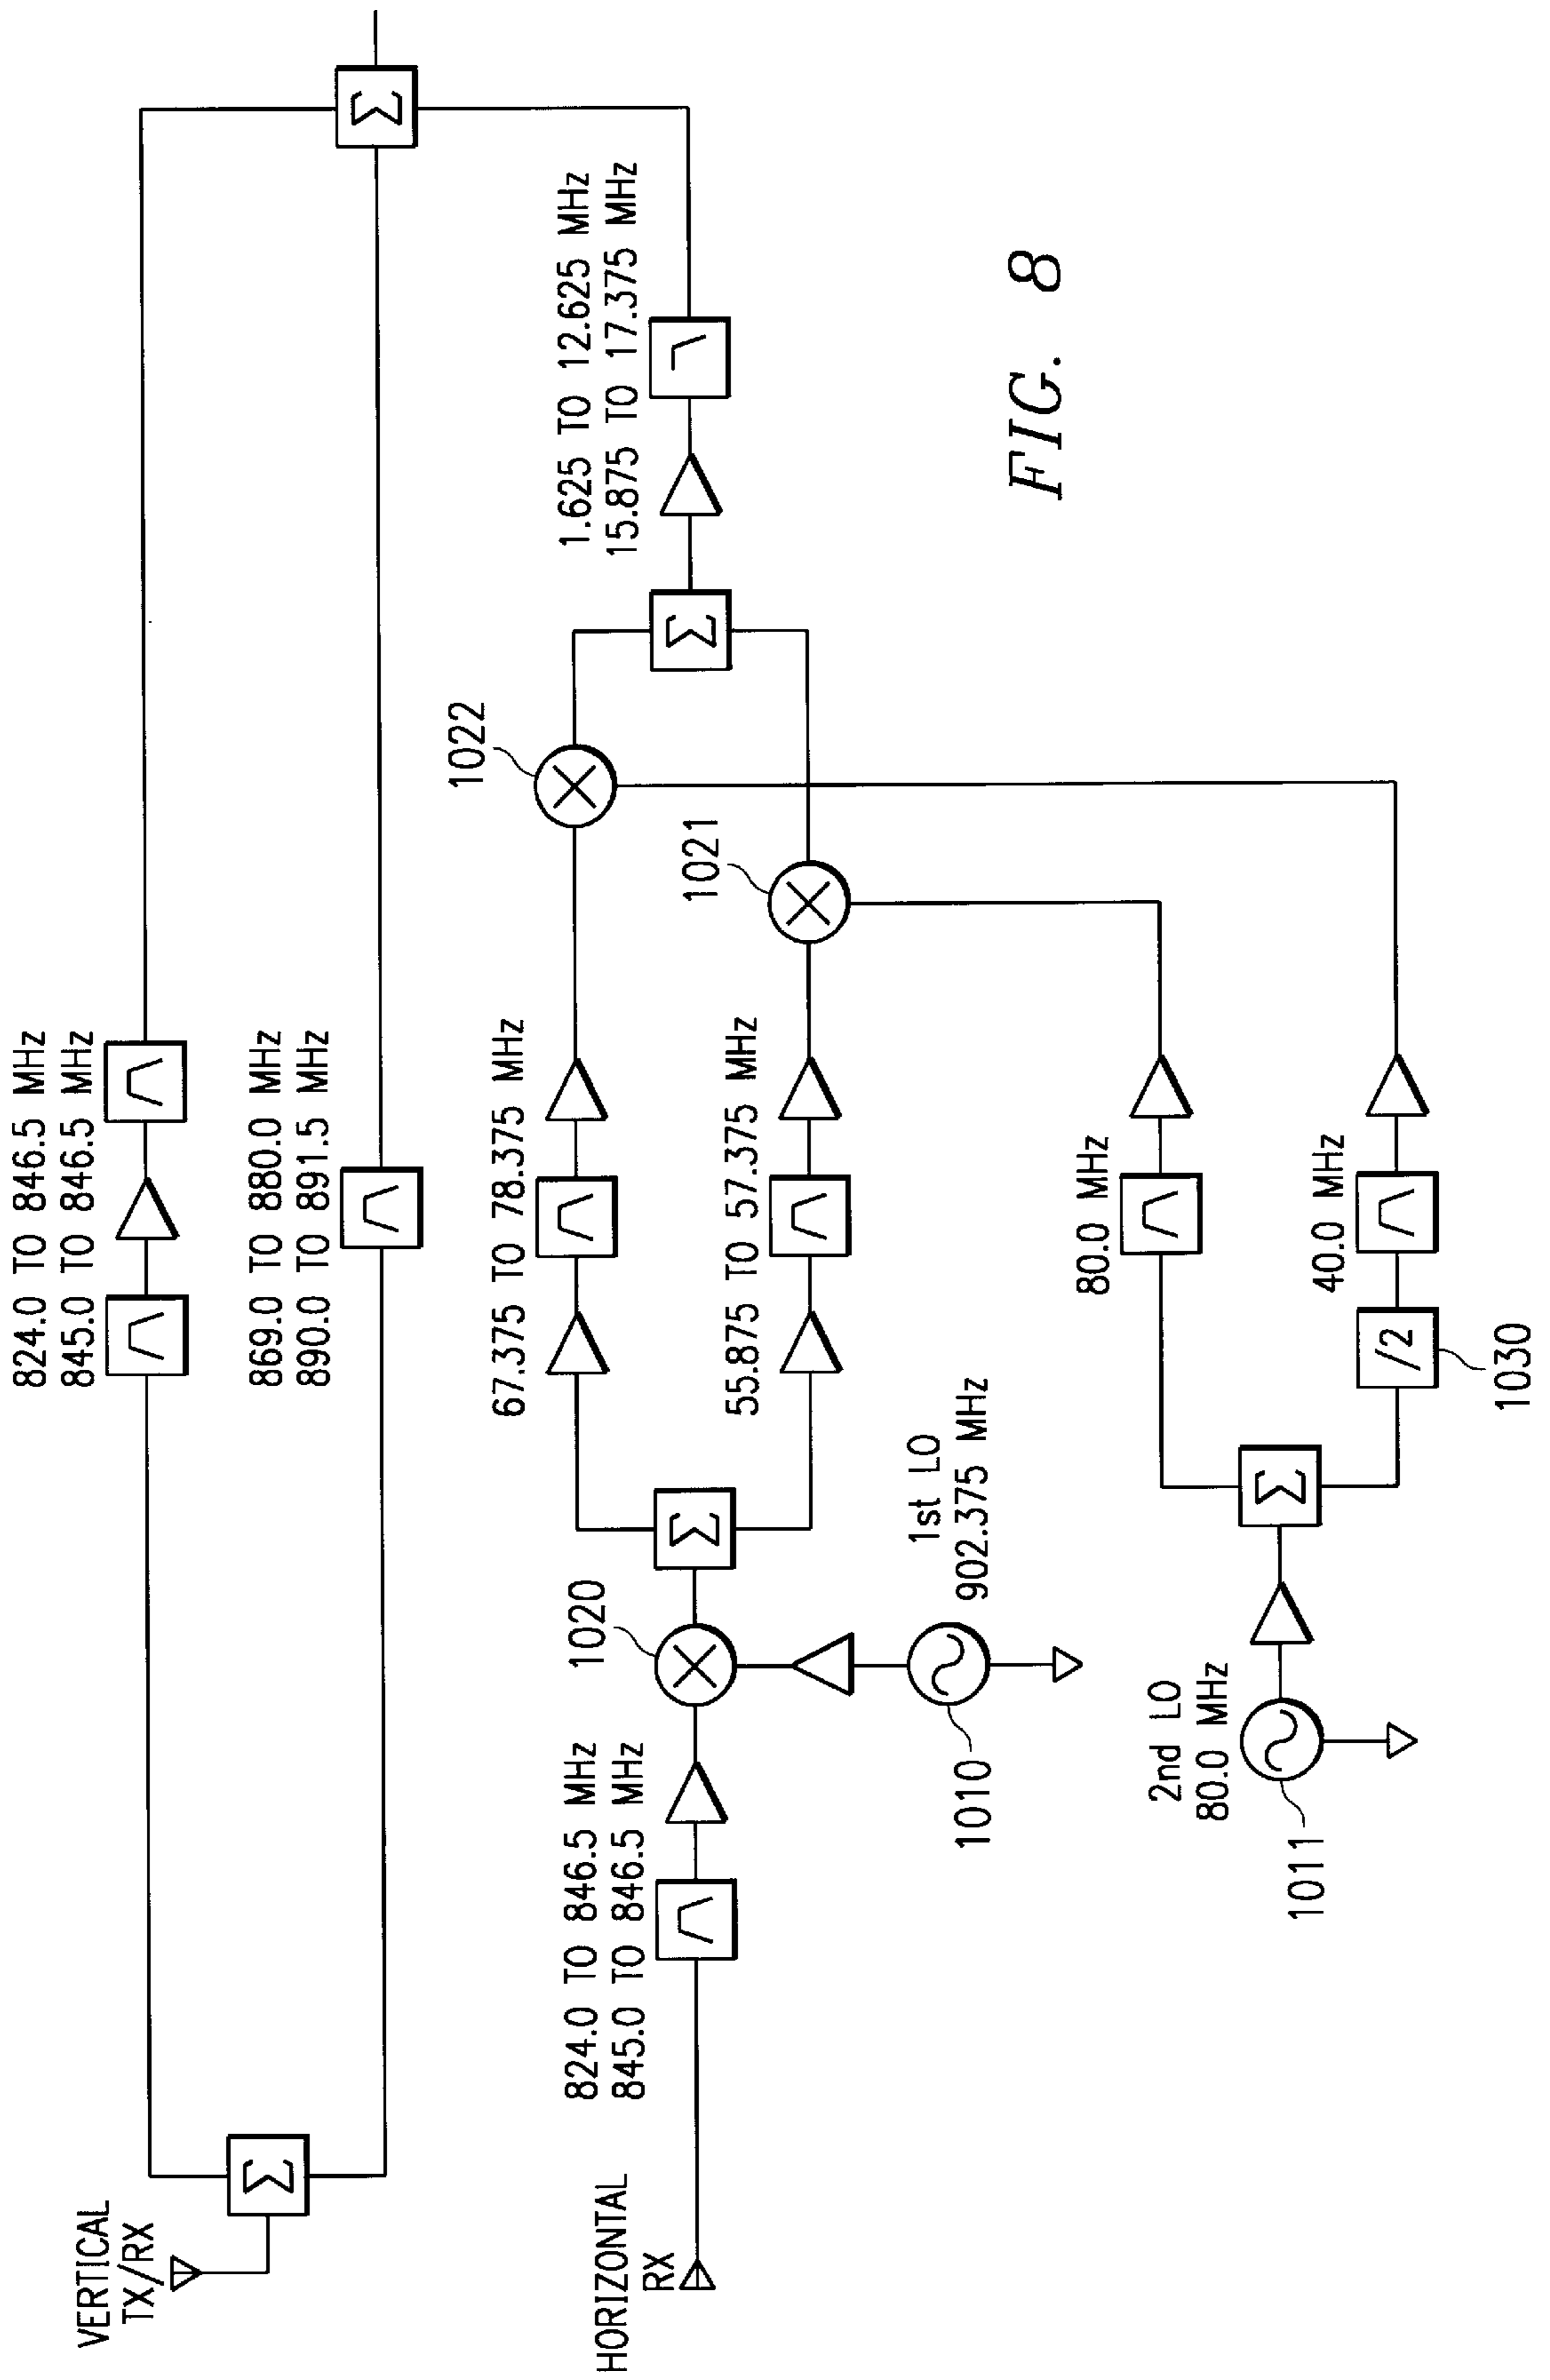 VERTICAL
TX/RX
Σ
824.0 TO 846.5 MHz
845.0 TO 846.5 MHz
869.0 TO 880.0 MHz
890.0 TO 891.5 MHz
Σ
HORIZONTAL
RX
824.0 TO 846.5 MHz
845.0 TO 846.5 MHz
1020
Σ
67.375 TO 78.375 MHz
55.875 TO 57.375 MHz
1022
1021
Σ
1.625 TO 12.625 MHz
15.875 TO 17.375 MHz
1010
1st LO
902.375 MHz
2nd LO
80.0 MHz
1011
Σ
80.0 MHz
/2
1030
40.0 MHz
FIG. 8